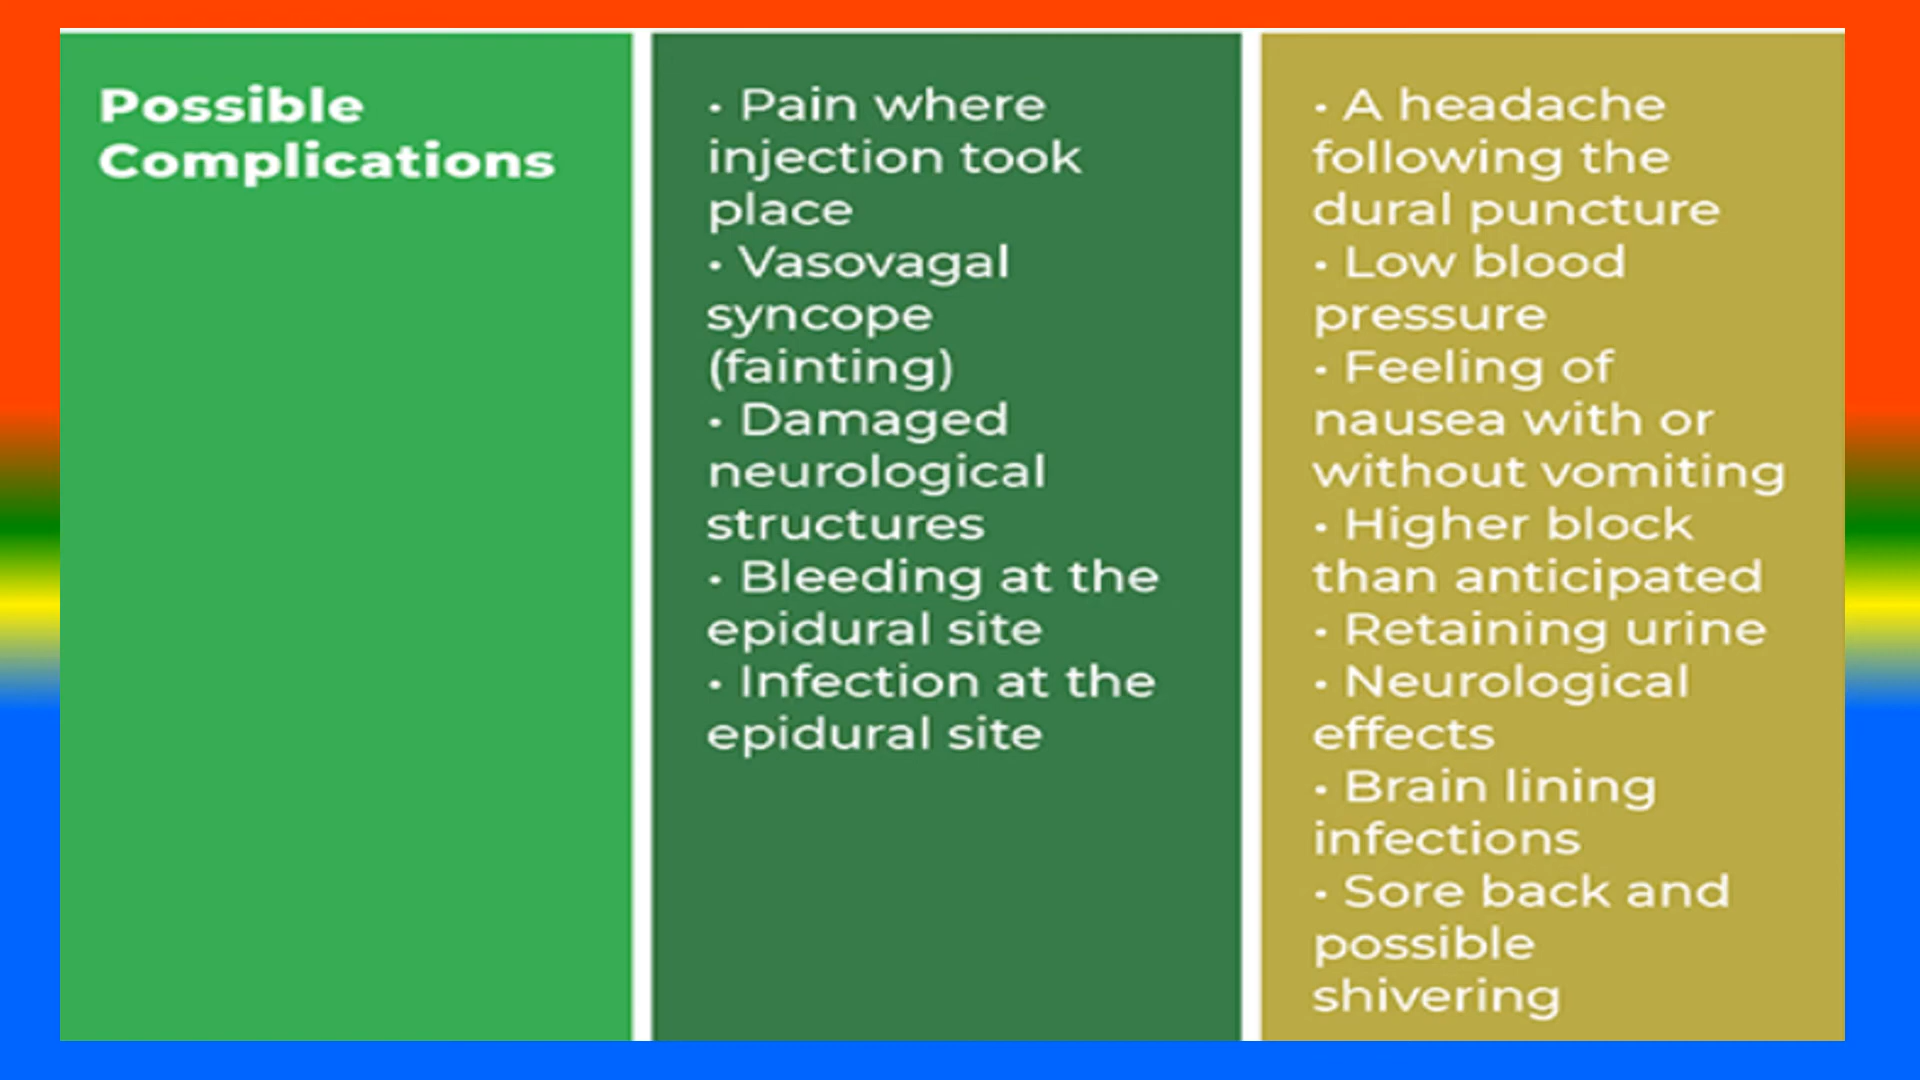 Possible
Complications
• Pain where
injection took
place
• Vasovagal
syncope
(fainting)
• Damaged
neurological
structures
• Bleeding at the
epidural site
• Infection at the
epidural site
• A headache
following the
dural puncture
• Low blood
pressure
• Feeling of
nausea with or
without vomiting
• Higher block
than anticipated
• Retaining urine
• Neurological
effects
• Brain lining
infections
• Sore back and
possible
shivering